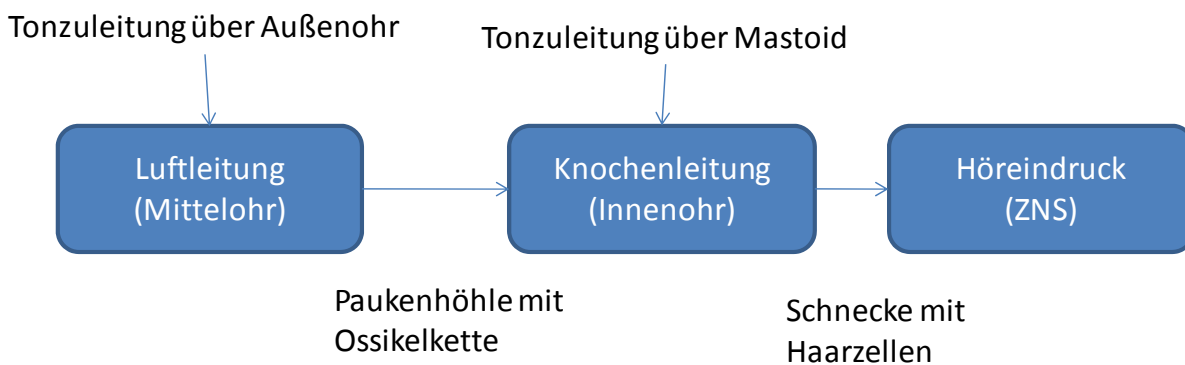 Tonzuleitung über Außenohr
Tonzuleitung über Mastoid
Luftleitung
(Mittelohr)
Knochenleitung
(Innenohr)
Höreindruck
(ZNS)
Paukenhöhle mit
Ossikelkette
Schnecke mit
Haarzellen